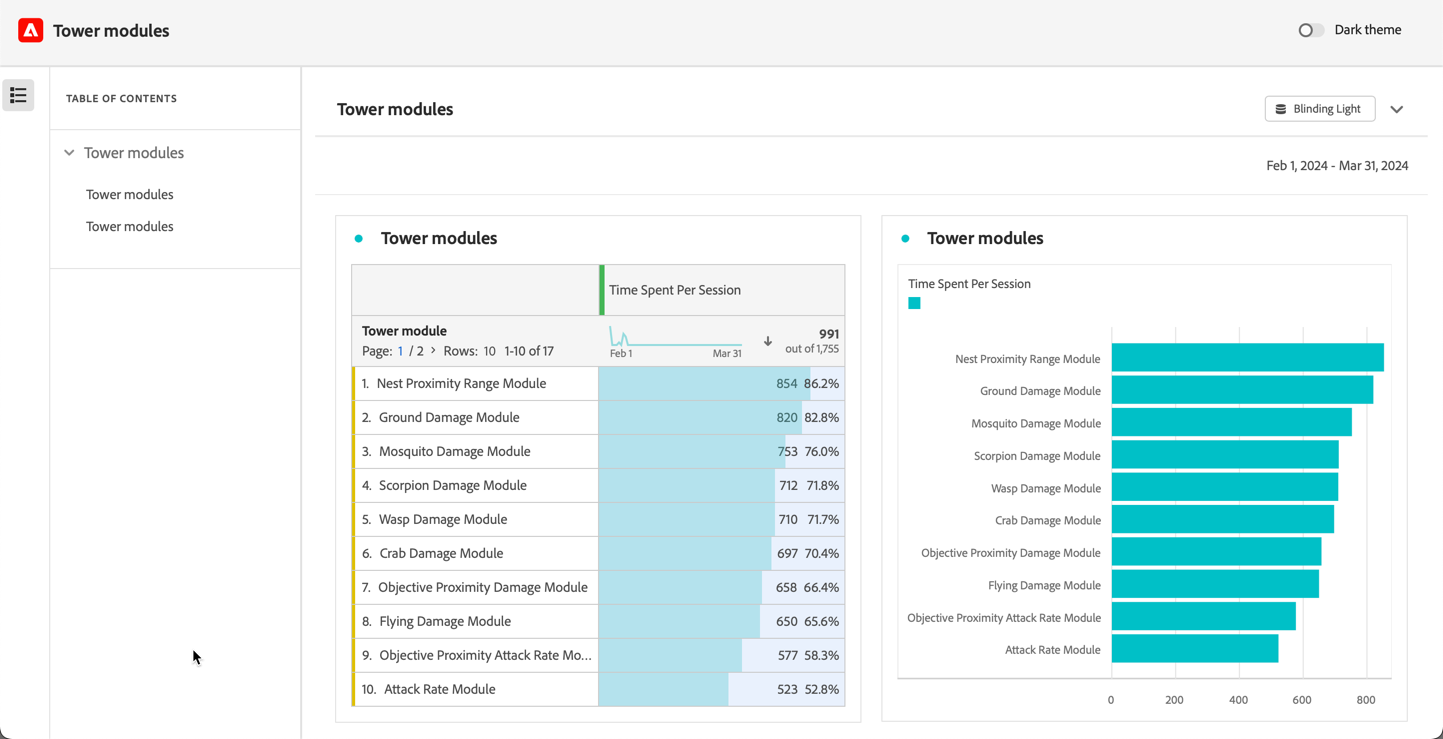 Tower modules
Dark theme
TABLE OF CONTENTS
Tower modules
Tower modules
Tower modules
Tower modules
Blinding Light
Feb 1, 2024 - Mar 31, 2024
Tower modules
Time Spent Per Session
Tower module
Page: 1 / 2 > Rows: 10 1-10 of 17
Feb 1 Mar 31
991
out of 1,755
1. Nest Proximity Range Module 854 86.2%
2. Ground Damage Module 820 82.8%
3. Mosquito Damage Module 753 76.0%
4. Scorpion Damage Module 712 71.8%
5. Wasp Damage Module 710 71.7%
6. Crab Damage Module 697 70.4%
7. Objective Proximity Damage Module 658 66.4%
8. Flying Damage Module 650 65.6%
9. Objective Proximity Attack Rate Mo... 577 58.3%
10. Attack Rate Module 523 52.8%
Tower modules
Time Spent Per Session
Nest Proximity Range Module
Ground Damage Module
Mosquito Damage Module
Scorpion Damage Module
Wasp Damage Module
Crab Damage Module
Objective Proximity Damage Module
Flying Damage Module
Objective Proximity Attack Rate Module
Attack Rate Module
0 200 400 600 800